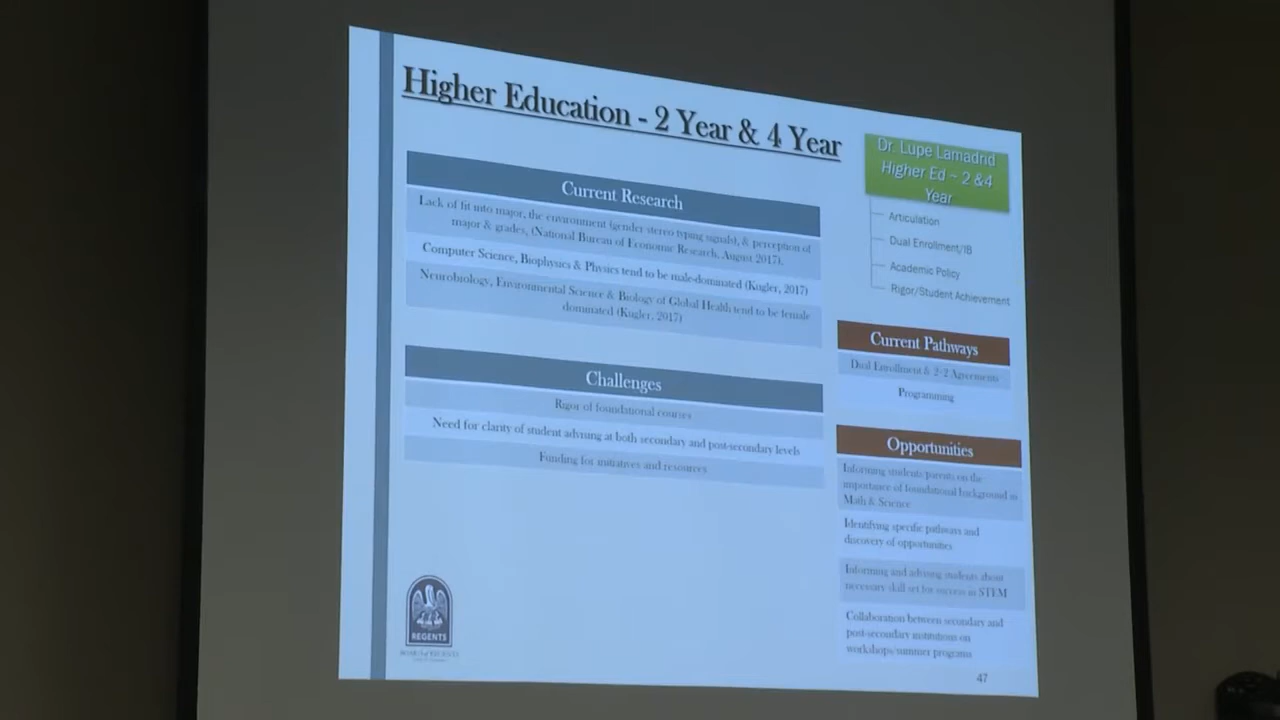 Higher Education - 2 Year & 4 Year
Current Research
Lack of fit into major, the environment (gender stereo typing signals), & perception of
major & grades, (National Bureau of Economic Research, August 2017).
Computer Science, Biophysics & Physics tend to be male-dominated (Kugler, 2017)
Neurobiology, Environmental Science & Biology of Global Health tend to be female
dominated (Kugler, 2017)
Challenges
Rigor of foundational courses
Need for clarity of student advising at both secondary and post-secondary levels
Funding for initiatives and resources
REGENTS
BOARD of REGENTS
Dr. Lupe Lamadrid
Higher Ed ~ 2 &4
Year
Articulation
Dual Enrollment/IB
Academic Policy
Rigor/Student Achievement
Current Pathways
Dual Enrollment & 2+2 Agreements
Programming
Opportunities
Informing students parents on the
importance of foundational background in
Math & Science
Identifying specific pathways and
discovery of opportunities
Informing and advising students about
necessary skill set for success in STEM
Collaboration between secondary and
post-secondary institutions on
workshops/summer programs
47